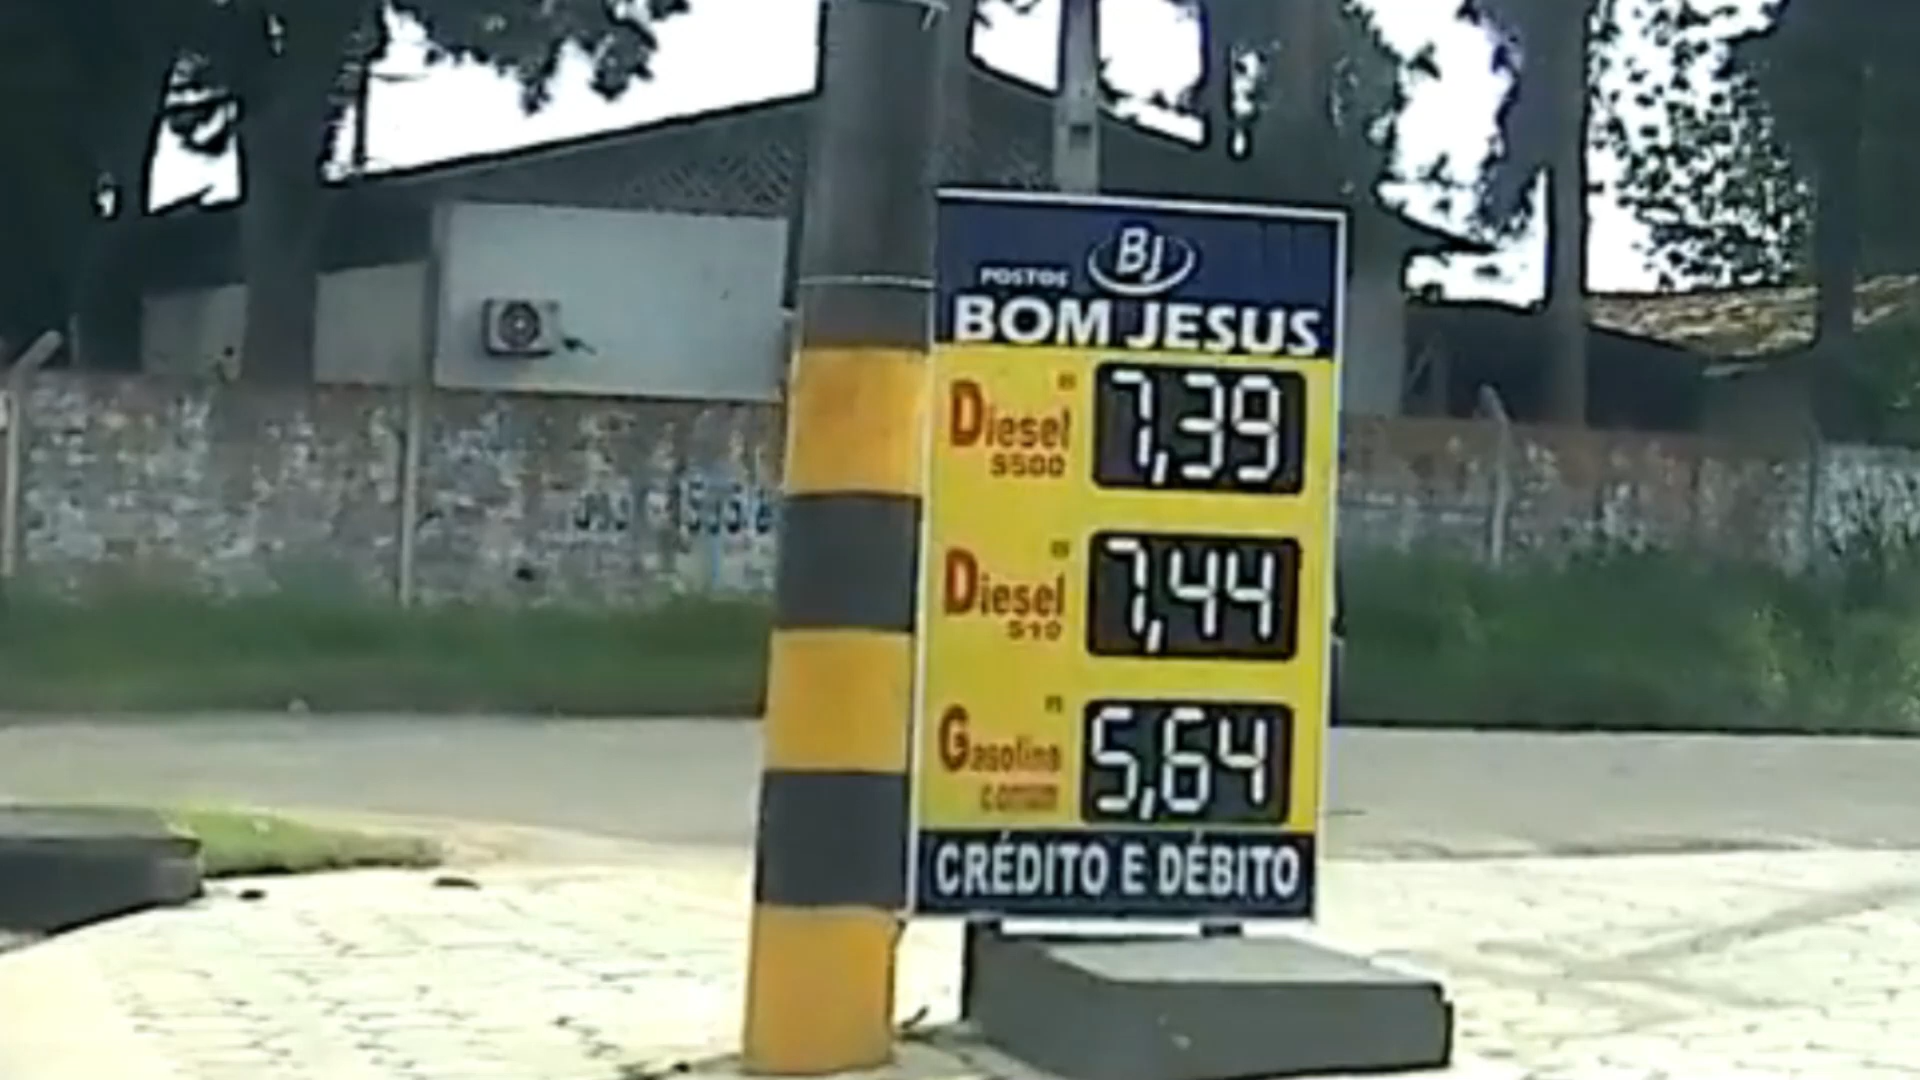 BJ
POSTOS
BOM JESUS
Diesel 7,39
S500
Diesel 7,44
S10
Gasolina 5,64
comum
CRÉDITO E DÉBITO